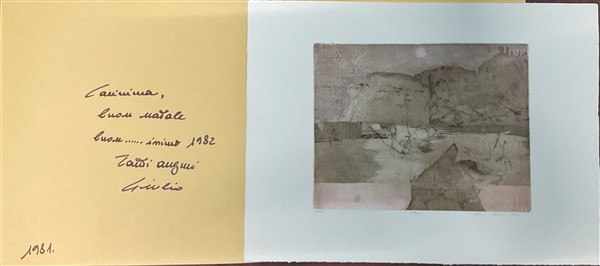 Carissima,
buon natale
buon ...... inizio 1982
Tanti auguri
Giulio
1981.